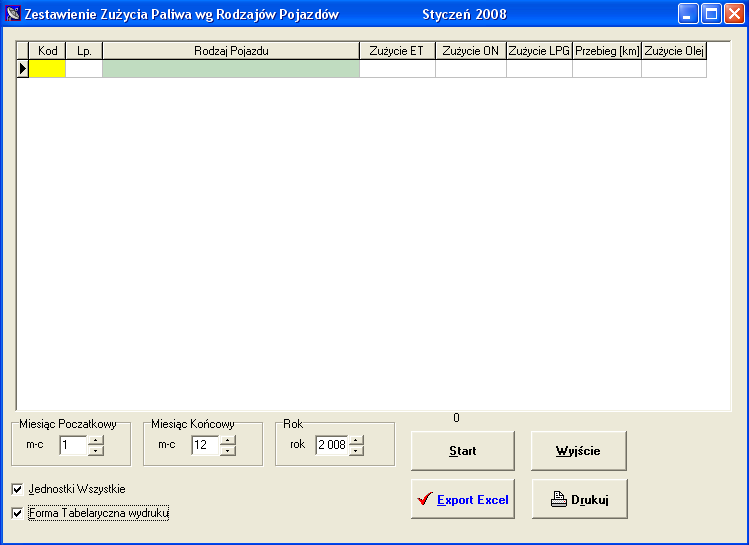 Zestawienie Zużycia Paliwa wg Rodzajów Pojazdów Styczeń 2008
Kod Lp. Rodzaj Pojazdu Zużycie ET Zużycie ON Zużycie LPG Przebieg [km] Zużycie Olej
0
Miesiąc Poczatkowy Miesiąc Końcowy Rok
m-c 1 m-c 12 rok 2 008
Start Wyjście
Jednostki Wszystkie
Export Excel Drukuj
Forma Tabelaryczna wydruku